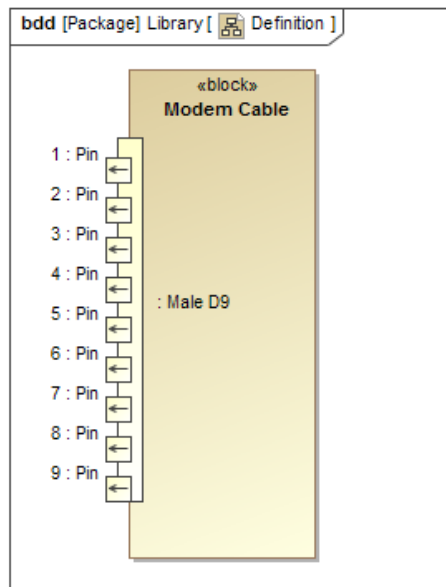 bdd [Package] Library [ Definition ]
«block»
Modem Cable
1 : Pin
2 : Pin
3 : Pin
4 : Pin
: Male D9
5 : Pin
6 : Pin
7 : Pin
8 : Pin
9 : Pin